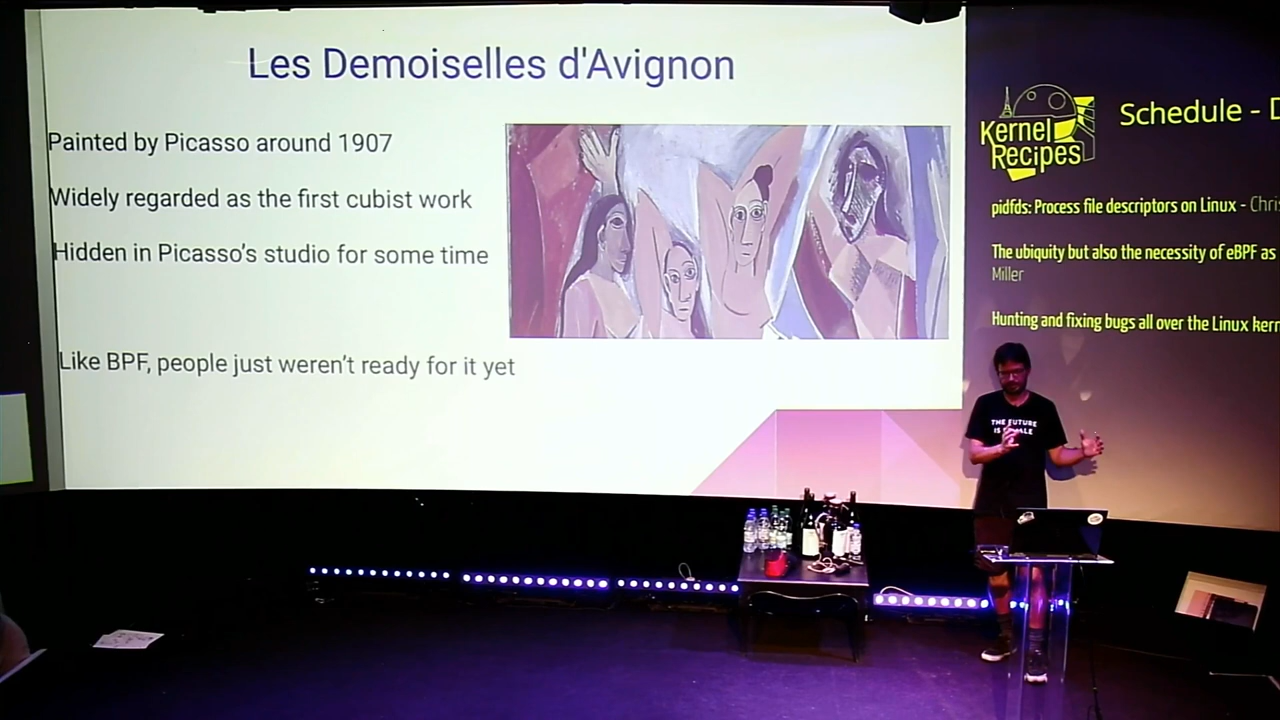 Les Demoiselles d'Avignon
Painted by Picasso around 1907
Widely regarded as the first cubist work
Hidden in Picasso's studio for some time
Like BPF, people just weren't ready for it yet
Kernel
Recipes
Schedule -
pidfds: Process file descriptors on Linux - Chris
The ubiquity but also the necessity of eBPF as
Miller
Hunting and fixing bugs all over the Linux
THE FUTURE
IS